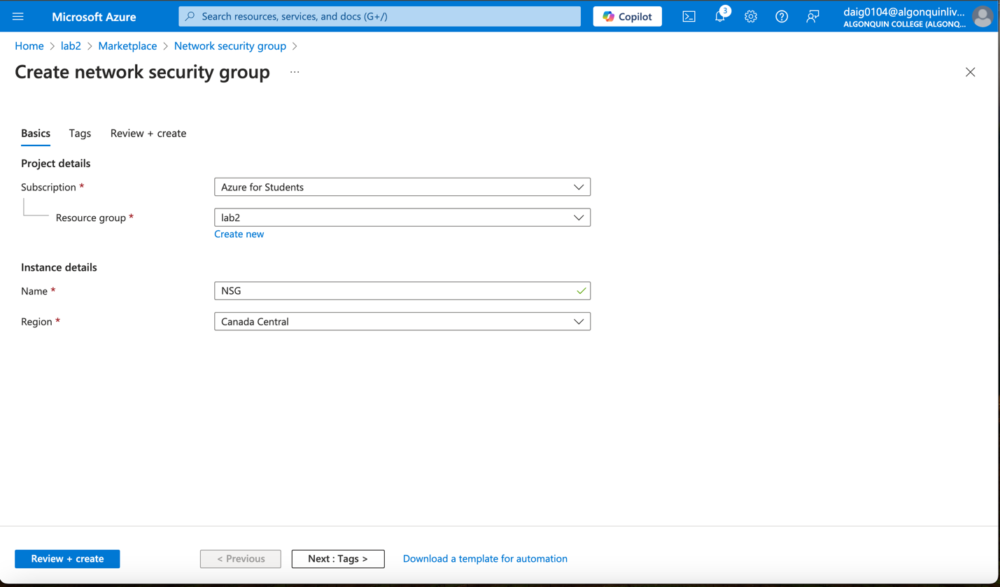 Microsoft Azure
Search resources, services, and docs (G+/)
Copilot
3
daig0104@algonquinliv...
ALGONQUIN COLLEGE (ALGONQ...
Home > lab2 > Marketplace > Network security group >
Create network security group ...
Basics Tags Review + create
Project details
Subscription * Azure for Students
Resource group * lab2
Create new
Instance details
Name * NSG
Region * Canada Central
Review + create < Previous Next : Tags > Download a template for automation